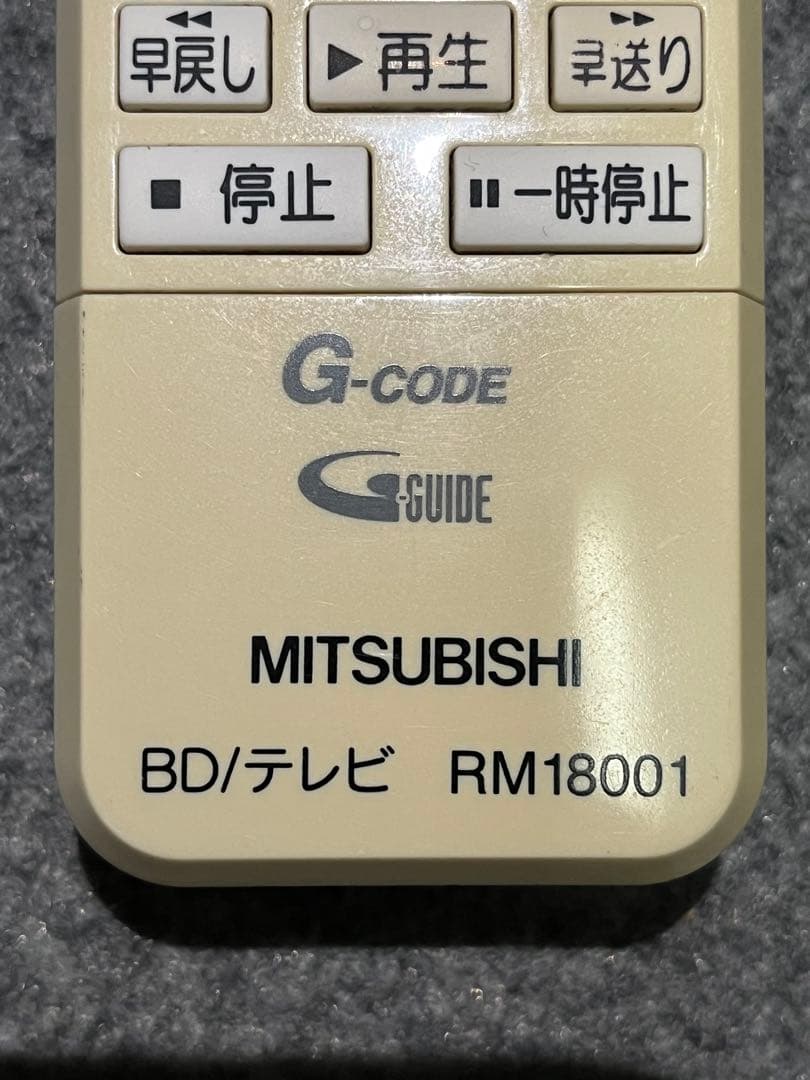 ◀◀ ▶▶
早戻し ▶再生 早送り
■ 停止 ⏸一時停止
G-CODE
G-GUIDE
MITSUBISHI
BD/テレビ RM18001